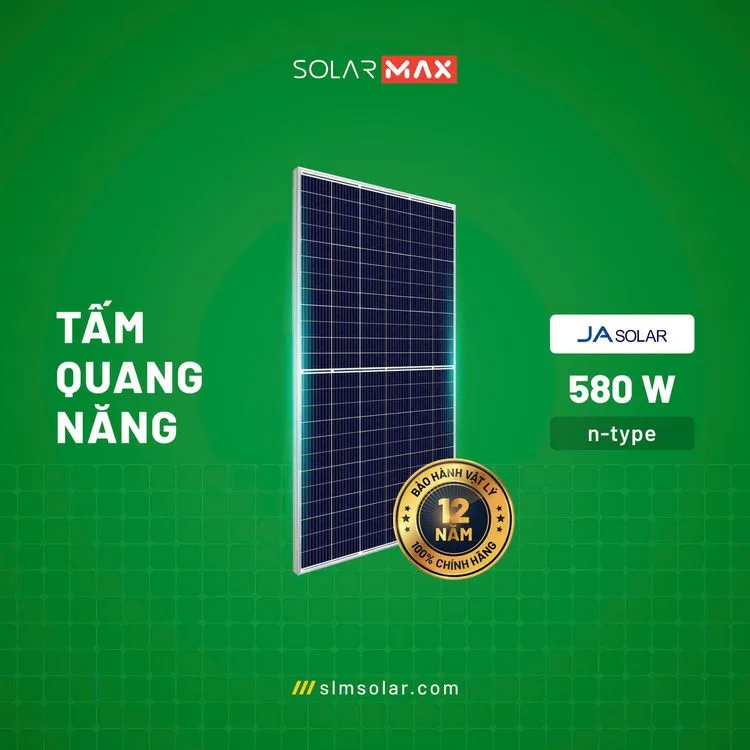 SOLAR MAX
TẤM
QUANG
NĂNG
JA SOLAR
580 W
n-type
BẢO HÀNH VẬT LÝ
12
NĂM
100% CHÍNH HÃNG
/// slmsolar.com